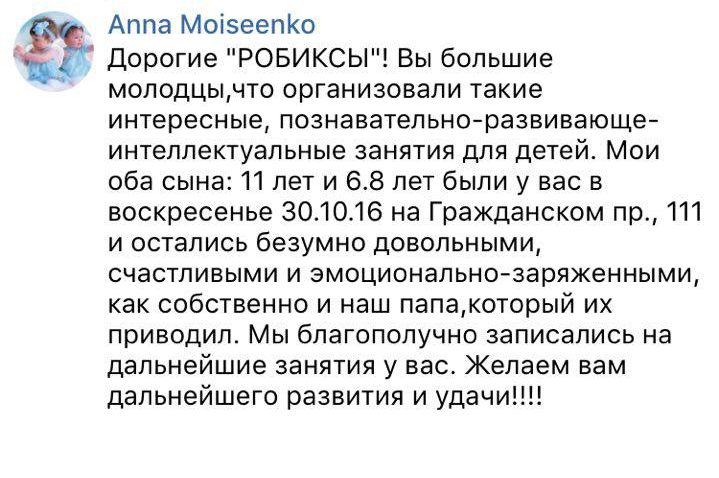 Anna Moiseenko
Дорогие "РОБИКСЫ"! Вы большие
молодцы,что организовали такие
интересные, познавательно-развивающе-
интеллектуальные занятия для детей. Мои
оба сына: 11 лет и 6.8 лет были у вас в
воскресенье 30.10.16 на Гражданском пр., 111
и остались безумно довольными,
счастливыми и эмоционально-заряженными,
как собственно и наш папа,который их
приводил. Мы благополучно записались на
дальнейшие занятия у вас. Желаем вам
дальнейшего развития и удачи!!!!